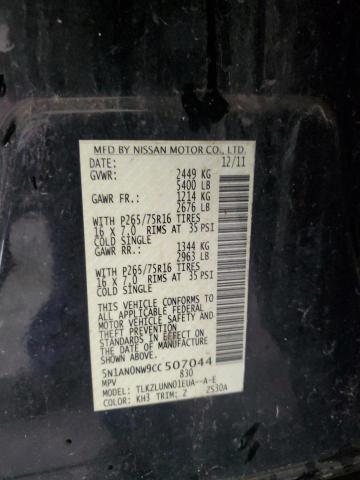 MFD BY NISSAN MOTOR CO., LTD.
DATE: 12/11
GVWR: 2449 KG
5400 LB
GAWR FR.: 1214 KG
2676 LB
WITH P265/75R16 TIRES
16 X 7.0 RIMS AT 35 PSI
COLD SINGLE
GAWR RR.: 1344 KG
2963 LB
WITH P265/75R16 TIRES
16 X 7.0 RIMS AT 35 PSI
COLD SINGLE
THIS VEHICLE CONFORMS TO
ALL APPLICABLE FEDERAL
MOTOR VEHICLE SAFETY AND
THEFT PREVENTION
STANDARDS IN EFFECT ON
THE DATE OF MANUFACTURE
SHOWN ABOVE.
5N1AN0NW9CC507044
MPV 830
MODEL: TLKZLUNN01EUA--A-E
COLOR: KH3 TRIM: Z ZS30A